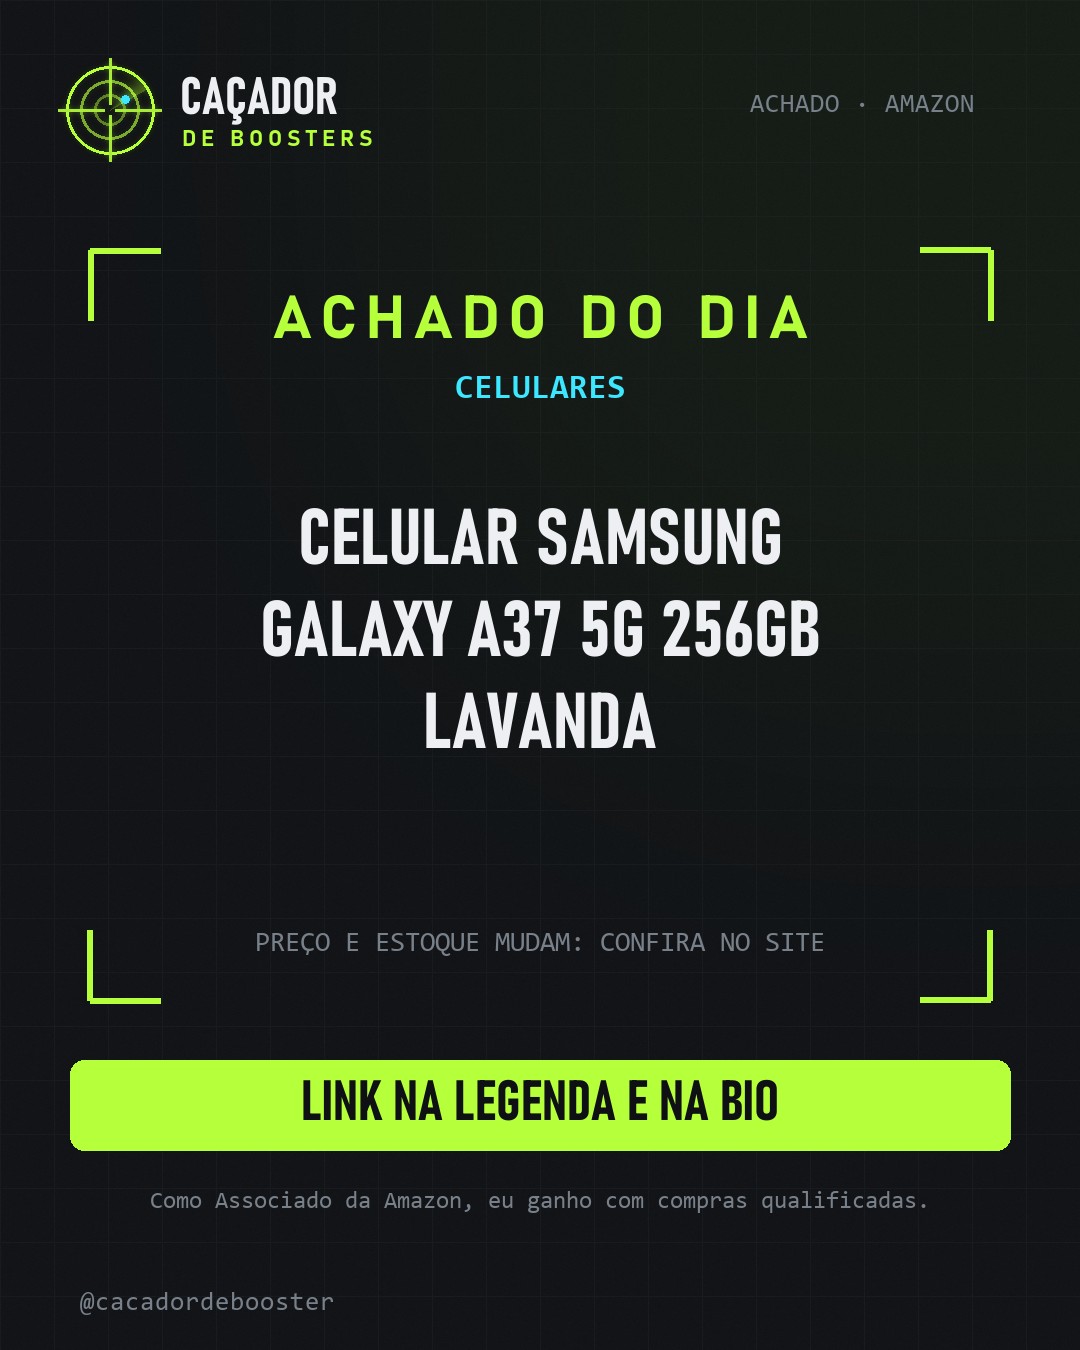 CAÇADOR
DE BOOSTERS
ACHADO · AMAZON
ACHADO DO DIA
CELULARES
CELULAR SAMSUNG
GALAXY A37 5G 256GB
LAVANDA
PREÇO E ESTOQUE MUDAM: CONFIRA NO SITE
LINK NA LEGENDA E NA BIO
Como Associado da Amazon, eu ganho com compras qualificadas.
@cacadordebooster